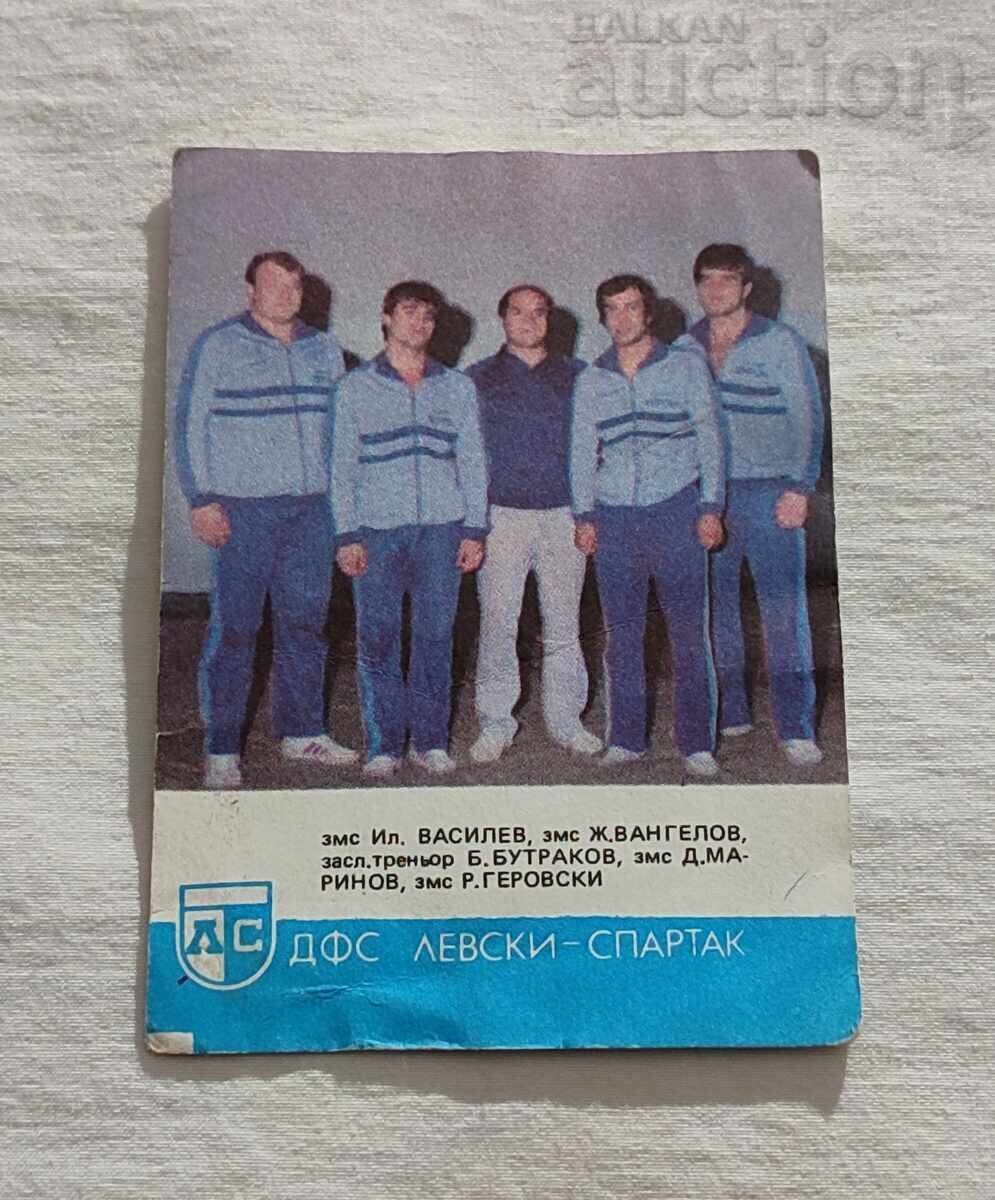 BALKAN
auction
змс Ил. ВАСИЛЕВ, змс Ж.ВАНГЕЛОВ,
засл.треньор Б.БУТРАКОВ, змс Д.МА-
РИНОВ, змс Р.ГЕРОВСКИ
ЛС
ДФС ЛЕВСКИ-СПАРТАК